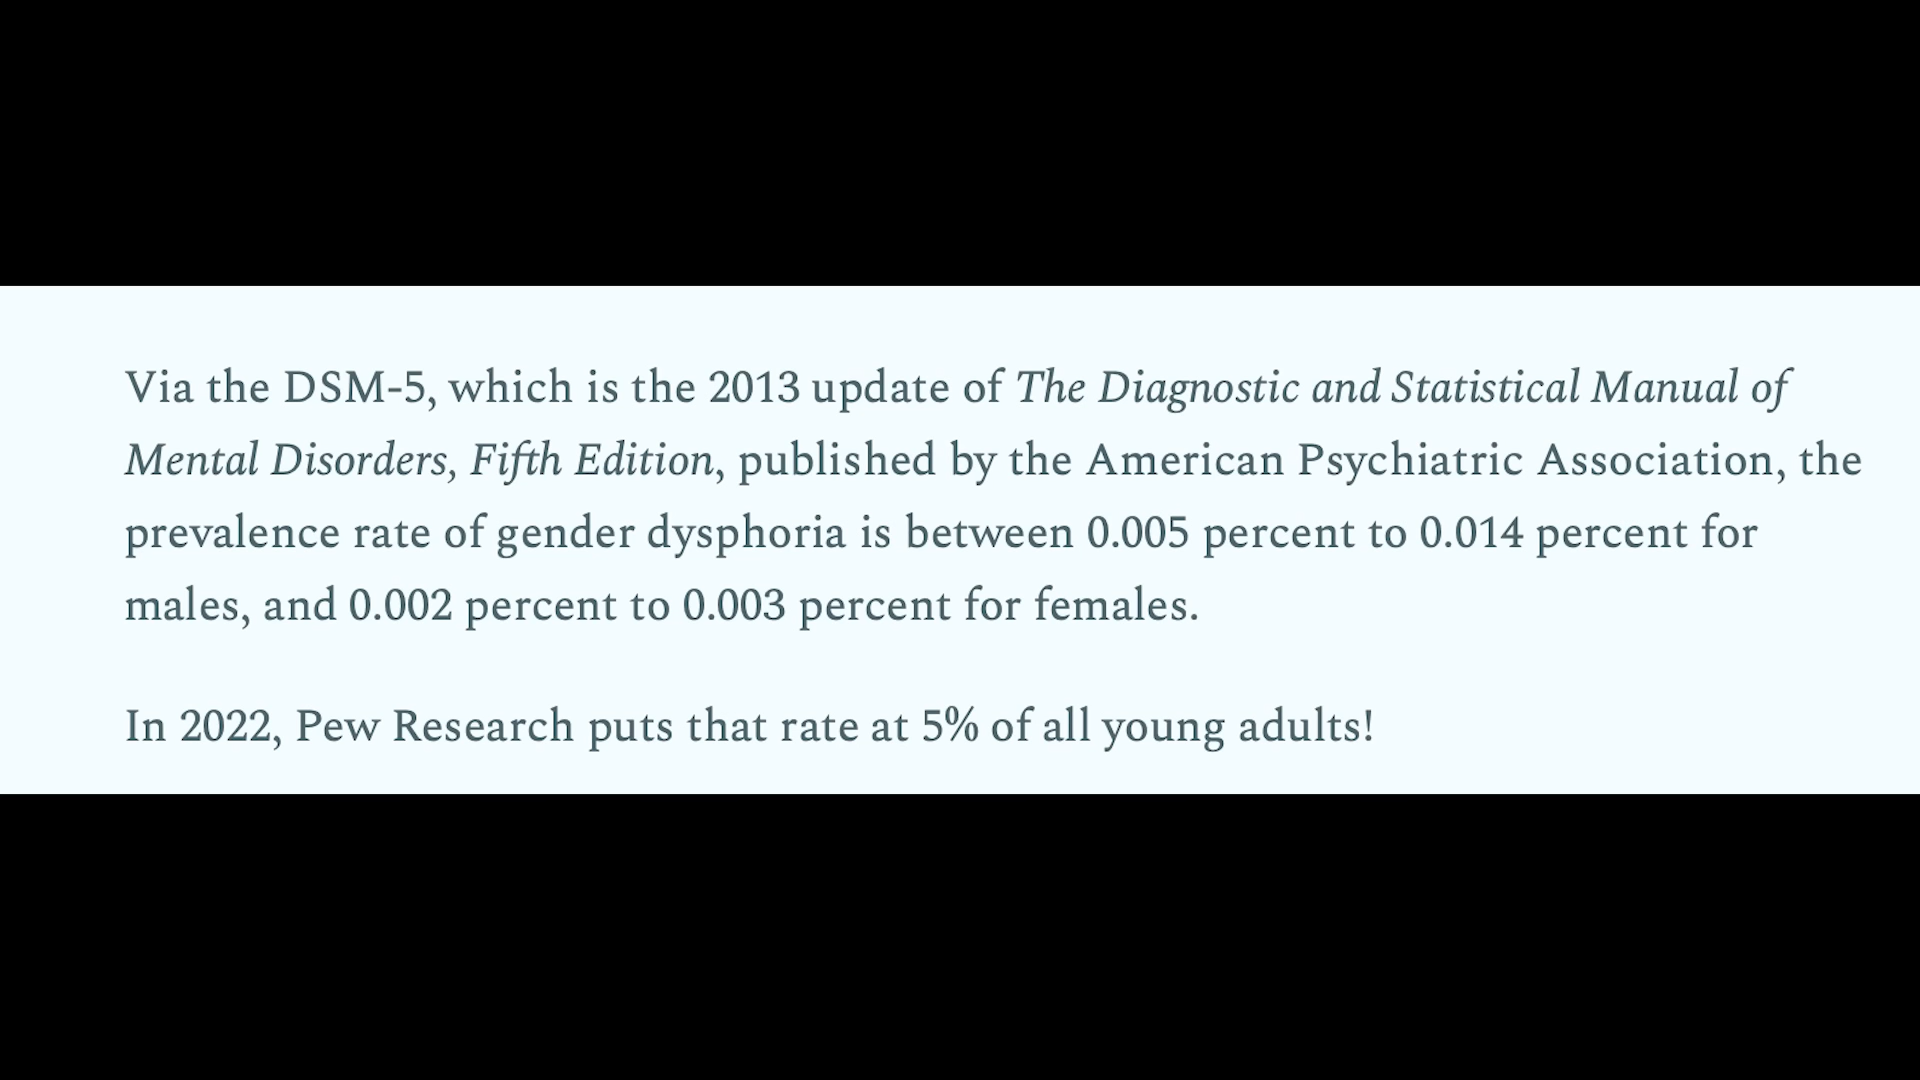 Via the DSM-5, which is the 2013 update of The Diagnostic and Statistical Manual of
Mental Disorders, Fifth Edition, published by the American Psychiatric Association, the
prevalence rate of gender dysphoria is between 0.005 percent to 0.014 percent for
males, and 0.002 percent to 0.003 percent for females.
In 2022, Pew Research puts that rate at 5% of all young adults!